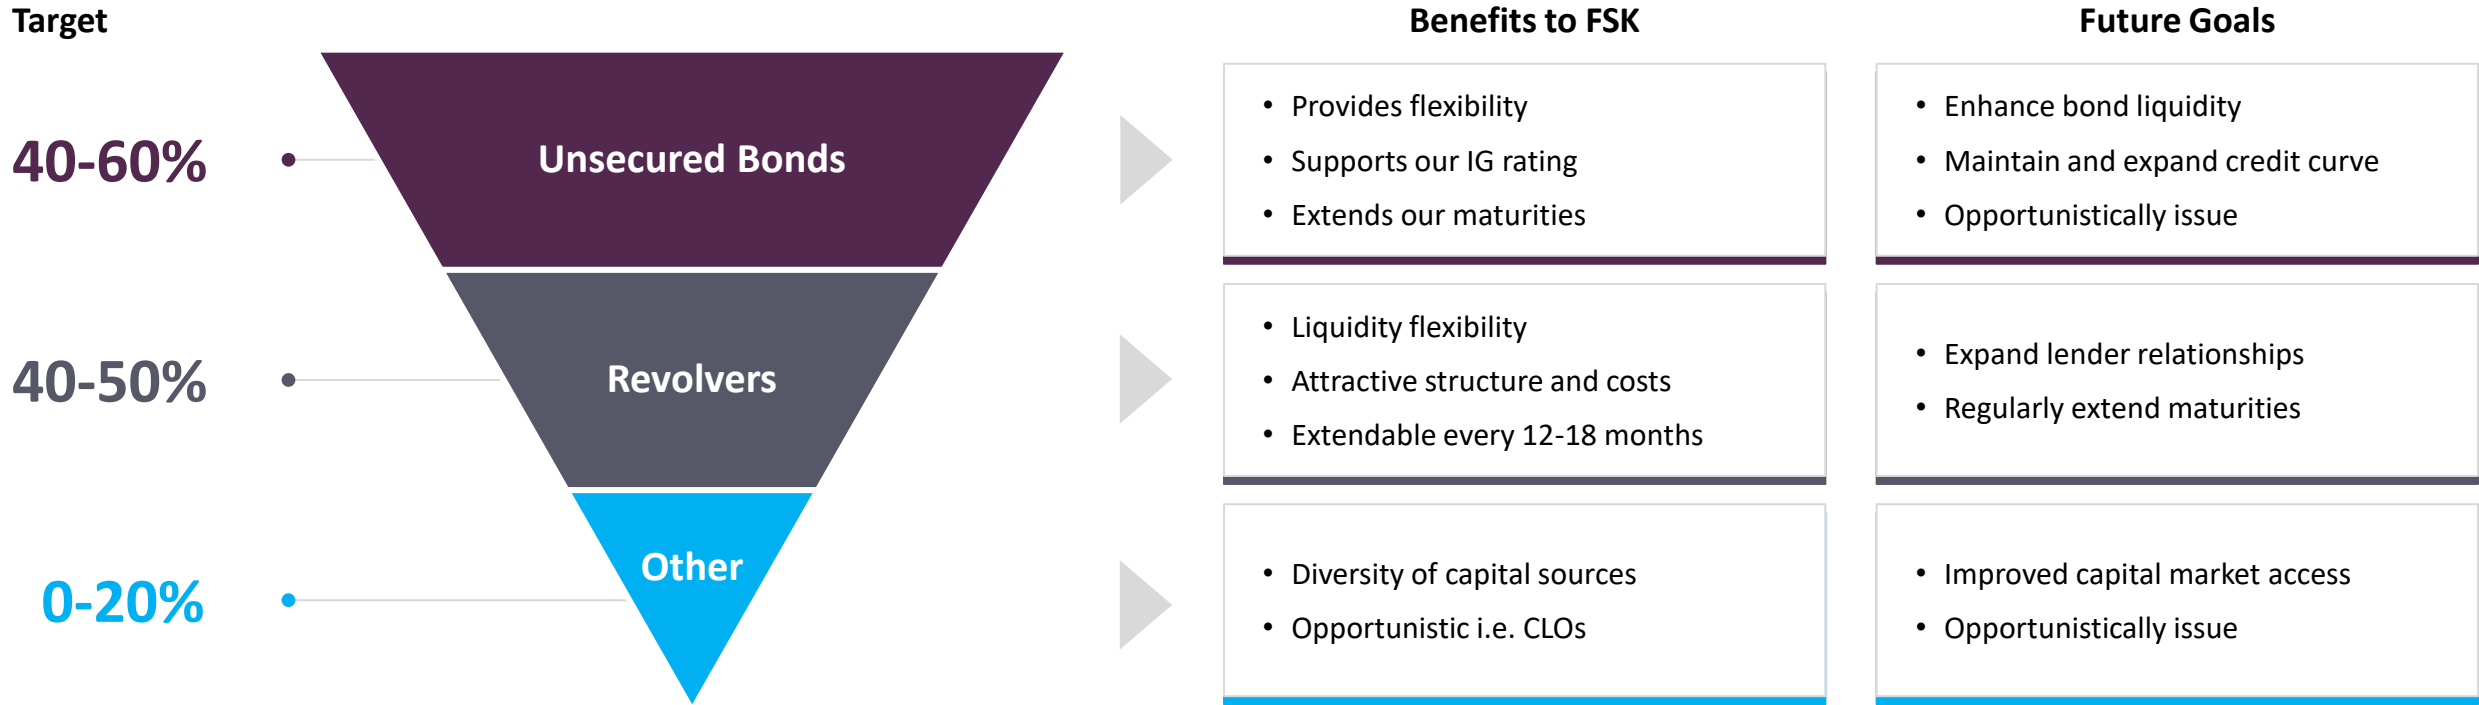 Target
Benefits to FSK
Future Goals
40-60%
Unsecured Bonds
• Provides flexibility
• Supports our IG rating
• Extends our maturities
• Enhance bond liquidity
• Maintain and expand credit curve
• Opportunistically issue
40-50%
Revolvers
• Liquidity flexibility
• Attractive structure and costs
• Extendable every 12-18 months
• Expand lender relationships
• Regularly extend maturities
0-20%
Other
• Diversity of capital sources
• Opportunistic i.e. CLOs
• Improved capital market access
• Opportunistically issue